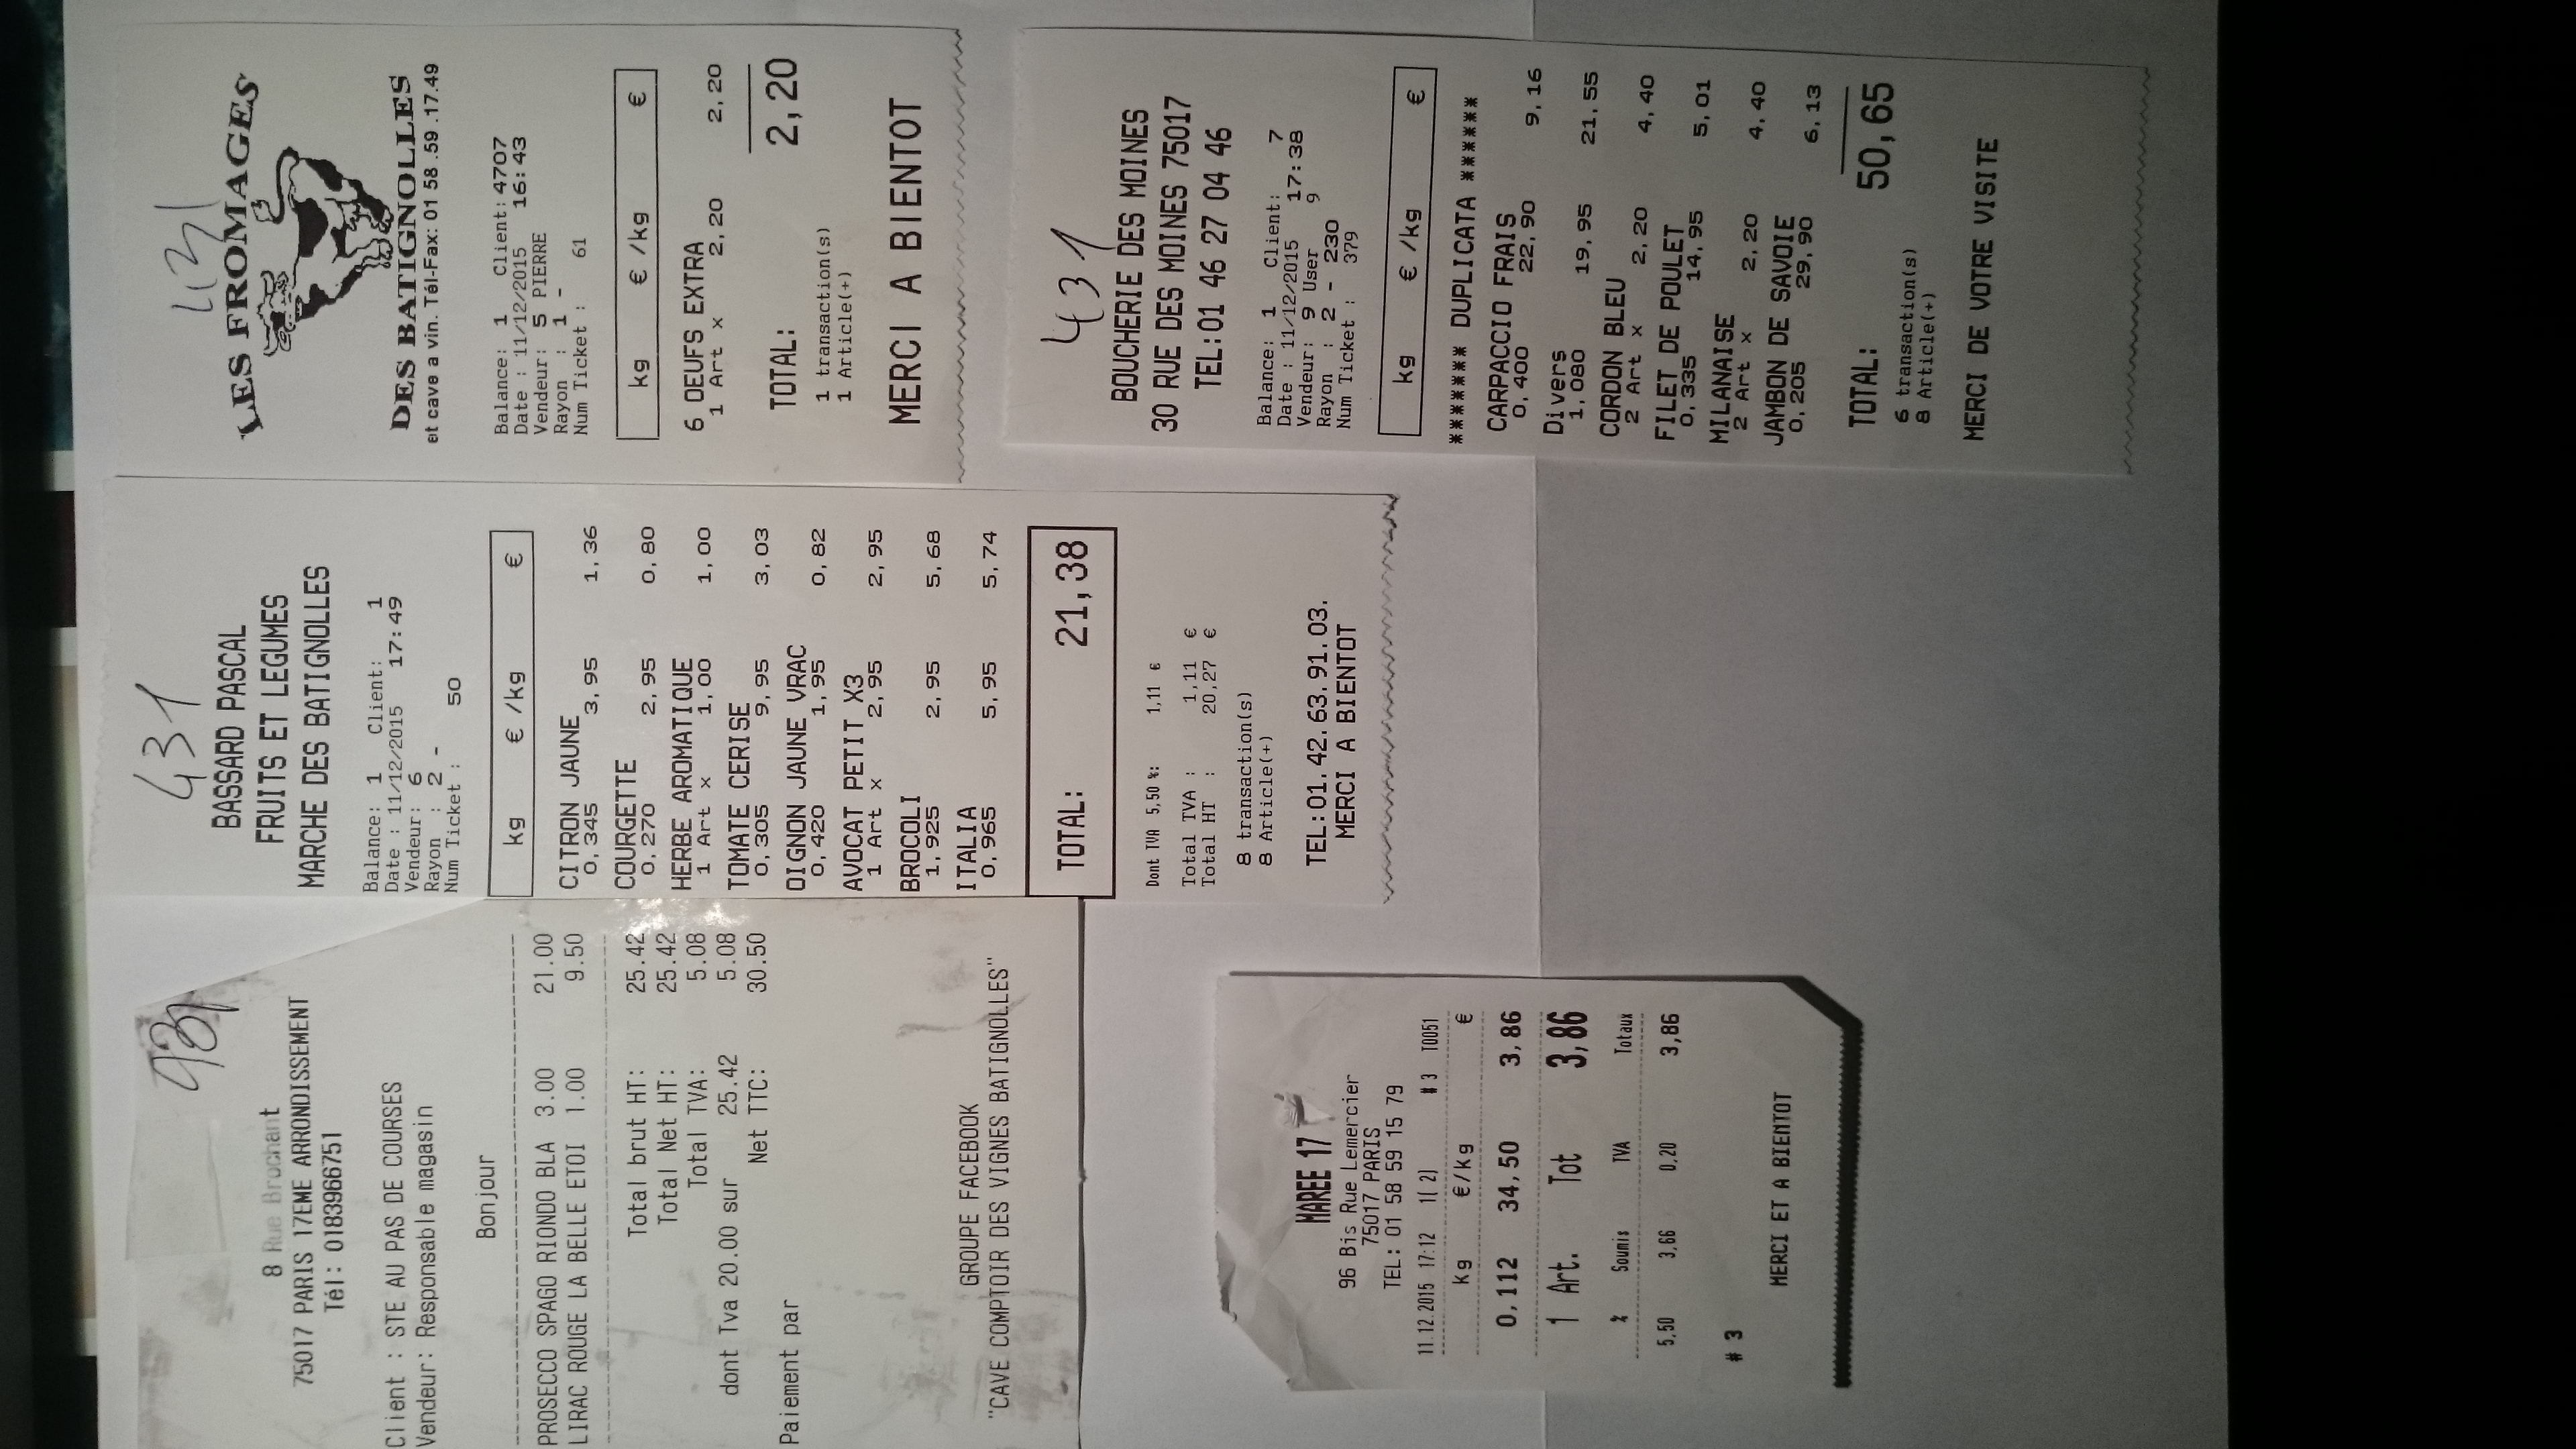 431
8 Rue Brochant
75017 PARIS 17EME ARRONDISSEMENT
Tél: 0183966751
Client : STE AU PAS DE COURSES
Vendeur: Responsable magasin
Bonjour
PROSECCO SPAGO RIONDO BLA 3.00 21.00
LIRAC ROUGE LA BELLE ETOI 1.00 9.50
Total brut HT: 25.42
Total Net HT: 25.42
Total TVA: 5.08
dont Tva 20.00 sur 25.42 5.08
Net TTC: 30.50
Paiement par
GROUPE FACEBOOK
"CAVE COMPTOIR DES VIGNES BATIGNOLLES"
MAREE 17
96 Bis Rue Lemercier
75017 PARIS
TEL: 01 58 59 15 79
11.12.2015 17:12 1( 2) # 3 T0051
kg €/kg €
0,112 34,50 3,86
1 Art. Tot 3,86
% Soumis TVA Totaux
5,50 3,66 0,20 3,86
# 3
MERCI ET A BIENTOT
431
BASSARD PASCAL
FRUITS ET LEGUMES
MARCHE DES BATIGNOLLES
Balance: 1 Client: 1
Date : 11/12/2015 17:49
Vendeur: 6
Rayon : 2 -
Num Ticket : 50
kg € /kg €
CITRON JAUNE
0,345 3,95 1,36
COURGETTE
0,270 2,95 0,80
HERBE AROMATIQUE
1 Art x 1,00 1,00
TOMATE CERISE
0,305 9,95 3,03
OIGNON JAUNE VRAC
0,420 1,95 0,82
AVOCAT PETIT X3
1 Art x 2,95 2,95
BROCOLI
1,925 2,95 5,68
ITALIA
0,965 5,95 5,74
TOTAL: 21,38
Dont TVA 5,50 %: 1,11 €
Total TVA : 1,11 €
Total HT : 20,27 €
8 transaction(s)
8 Article(+)
TEL:01.42.63.91.03.
MERCI A BIENTOT
431
LES FROMAGES
DES BATIGNOLLES
et cave a vin. Tél-Fax: 01 58 .59 .17.49
Balance: 1 Client: 4707
Date : 11/12/2015 16:43
Vendeur: 5 PIERRE
Rayon : 1 -
Num Ticket : 61
kg € /kg €
6 OEUFS EXTRA
1 Art x 2,20 2,20
TOTAL: 2,20
1 transaction(s)
1 Article(+)
MERCI A BIENTOT
431
BOUCHERIE DES MOINES
30 RUE DES MOINES 75017
TEL:01 46 27 04 46
Balance: 1 Client: 7
Date : 11/12/2015 17:38
Vendeur: 9 User 9
Rayon : 2 - 230
Num Ticket : 379
kg € /kg €
******* DUPLICATA ******
CARPACCIO FRAIS
0,400 22,90 9,16
Divers
1,080 19,95 21,55
CORDON BLEU
2 Art x 2,20 4,40
FILET DE POULET
0,335 14,95 5,01
MILANAISE
2 Art x 2,20 4,40
JAMBON DE SAVOIE
0,205 29,90 6,13
TOTAL: 50,65
6 transaction(s)
8 Article(+)
MERCI DE VOTRE VISITE